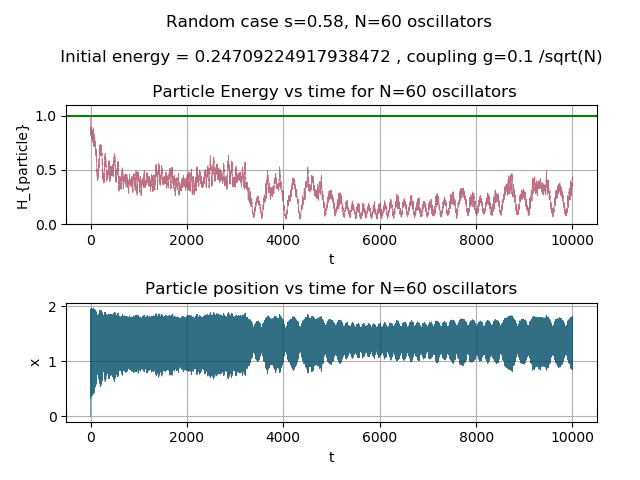 Random case s=0.58, N=60 oscillators
Initial energy = 0.24709224917938472 , coupling g=0.1 /sqrt(N)
Particle Energy vs time for N=60 oscillators
H_{particle}
1.0
0.5
0.0
0 2000 4000 6000 8000 10000
t
Particle position vs time for N=60 oscillators
x
2
1
0
0 2000 4000 6000 8000 10000
t